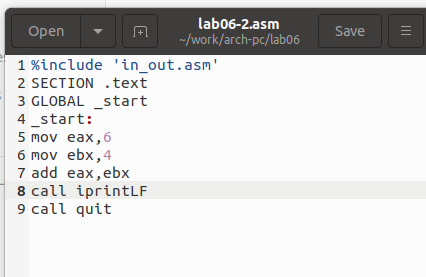 Open
lab06-2.asm
~/work/arch-pc/lab06
Save
1 %include 'in_out.asm'
2 SECTION .text
3 GLOBAL _start
4 _start:
5 mov eax,6
6 mov ebx,4
7 add eax,ebx
8 call iprintLF
9 call quit